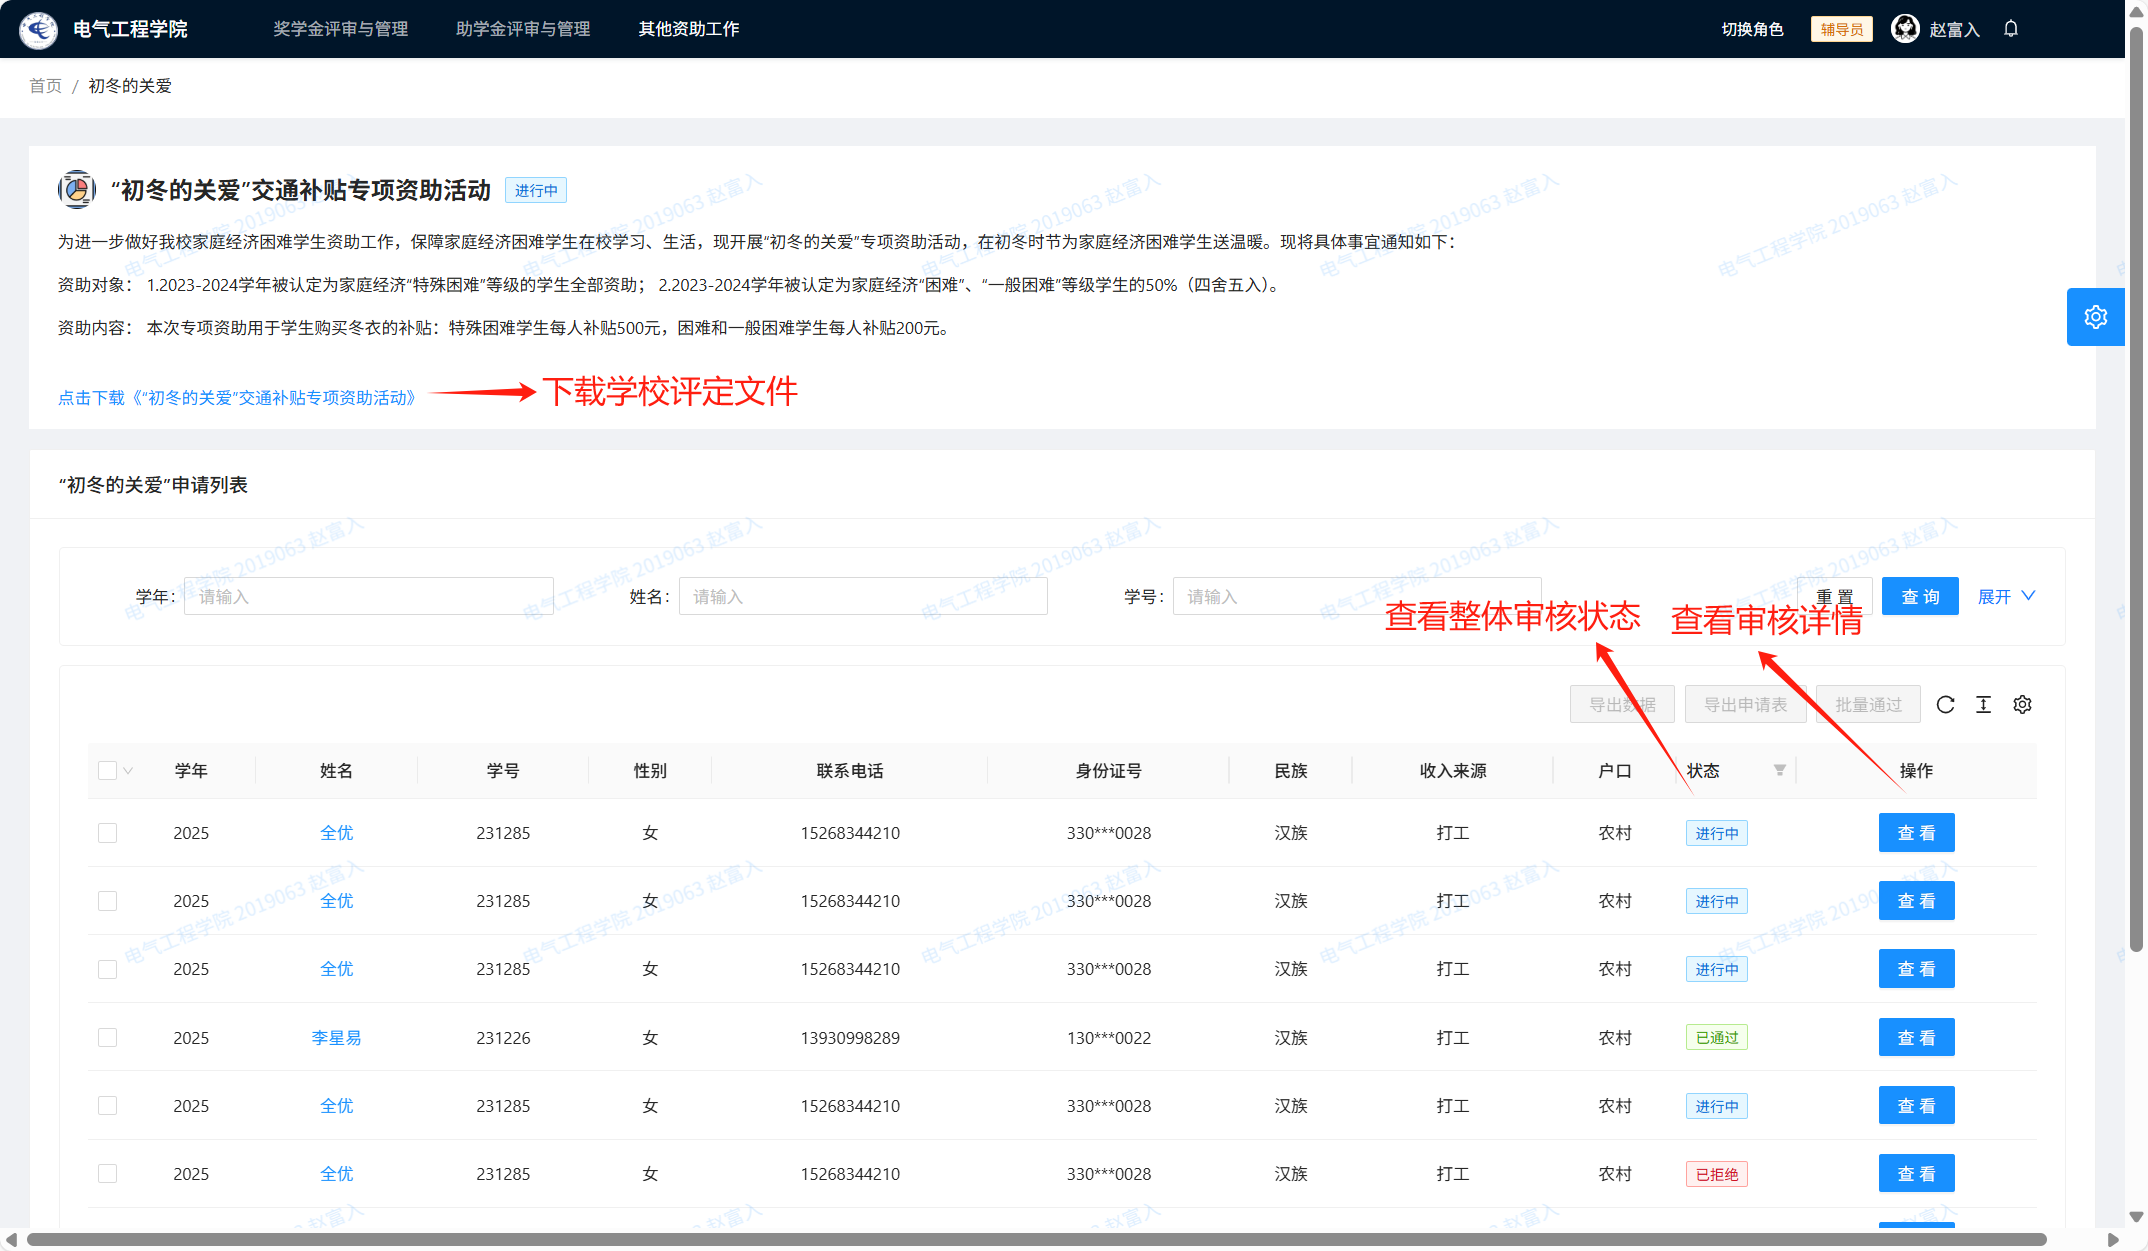 电气工程学院 奖学金评审与管理 助学金评审与管理 其他资助工作 切换角色 辅导员 赵富入
首页 / 初冬的关爱
“初冬的关爱”交通补贴专项资助活动 进行中
为进一步做好我校家庭经济困难学生资助工作，保障家庭经济困难学生在校学习、生活，现开展“初冬的关爱”专项资助活动，在初冬时节为家庭经济困难学生送温暖。现将具体事宜通知如下：
资助对象： 1.2023-2024学年被认定为家庭经济“特殊困难”等级的学生全部资助； 2.2023-2024学年被认定为家庭经济“困难”、“一般困难”等级学生的50%（四舍五入）。
资助内容： 本次专项资助用于学生购买冬衣的补贴：特殊困难学生每人补贴500元，困难和一般困难学生每人补贴200元。
点击下载《“初冬的关爱”交通补贴专项资助活动》 下载学校评定文件
“初冬的关爱”申请列表
学年： 请输入 姓名： 请输入 学号： 请输入 重 置 查 询 展开
查看整体审核状态 查看审核详情
导出数据 导出申请表 批量通过
学年 姓名 学号 性别 联系电话 身份证号 民族 收入来源 户口 状态 操作
2025 全优 231285 女 15268344210 330***0028 汉族 打工 农村 进行中 查 看
2025 全优 231285 女 15268344210 330***0028 汉族 打工 农村 进行中 查 看
2025 全优 231285 女 15268344210 330***0028 汉族 打工 农村 进行中 查 看
2025 李星易 231226 女 13930998289 130***0022 汉族 打工 农村 已通过 查 看
2025 全优 231285 女 15268344210 330***0028 汉族 打工 农村 进行中 查 看
2025 全优 231285 女 15268344210 330***0028 汉族 打工 农村 已拒绝 查 看
电气工程学院 2019063 赵富入